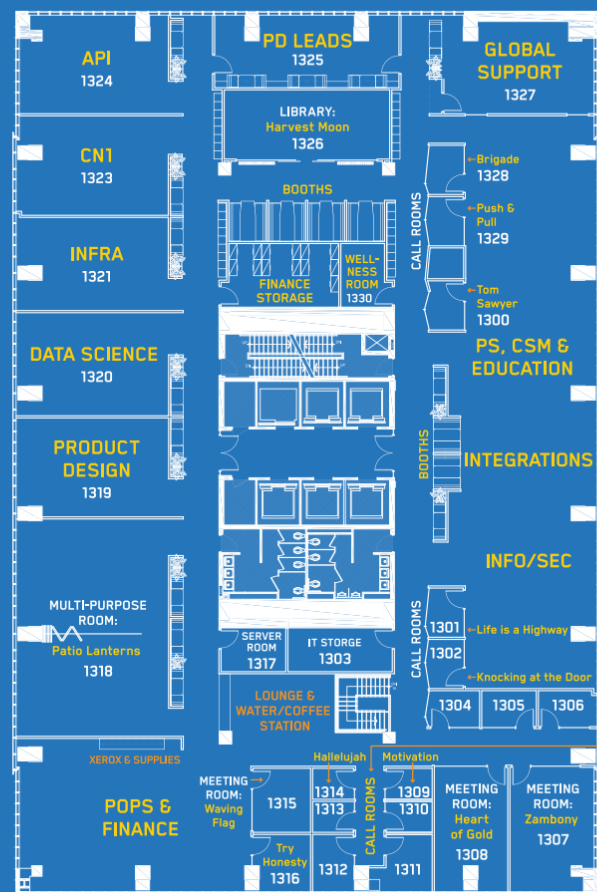 API
1324
PD LEADS
1325
GLOBAL
SUPPORT
1327
LIBRARY:
Harvest Moon
1326
CN1
1323
BOOTHS
CALL ROOMS
Brigade
1328
Push &
Pull
1329
Tom
Sawyer
1300
INFRA
1321
FINANCE
STORAGE
WELL-
NESS
ROOM
1330
DATA SCIENCE
1320
PS, CSM &
EDUCATION
PRODUCT
DESIGN
1319
BOOTHS
INTEGRATIONS
INFO/SEC
MULTI-PURPOSE
ROOM:
Patio Lanterns
1318
SERVER
ROOM
1317
IT STORGE
1303
CALL ROOMS
1301
Life is a Highway
1302
Knocking at the Door
LOUNGE &
WATER/COFFEE
STATION
1304
1305
1306
XEROX & SUPPLIES
POPS &
FINANCE
MEETING
ROOM:
Waving
Flag
1315
Try
Honesty
1316
Hallelujah
1314
1313
1312
CALL ROOMS
Motivation
1309
1310
1311
MEETING
ROOM:
Heart
of Gold
1308
MEETING
ROOM:
Zambony
1307